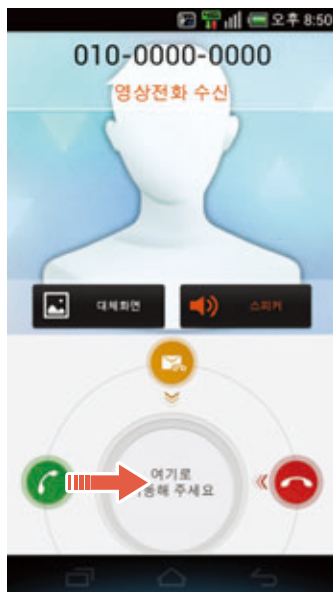 오후 8:50
010-0000-0000
영상전화 수신
대체화면
스피커
여기로
해 주세요